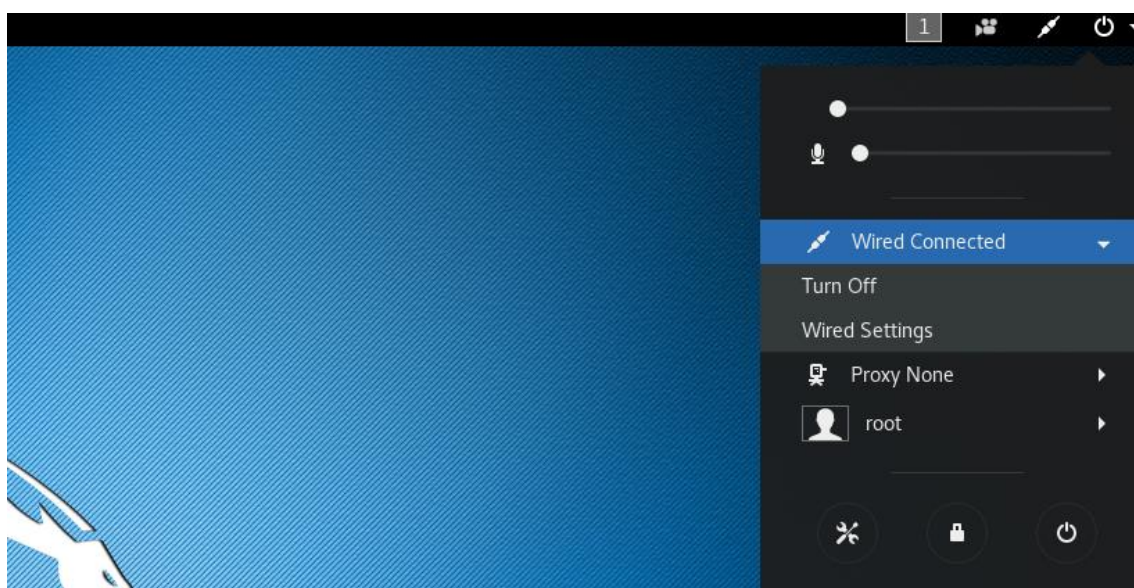 1
Wired Connected
Turn Off
Wired Settings
Proxy None
root